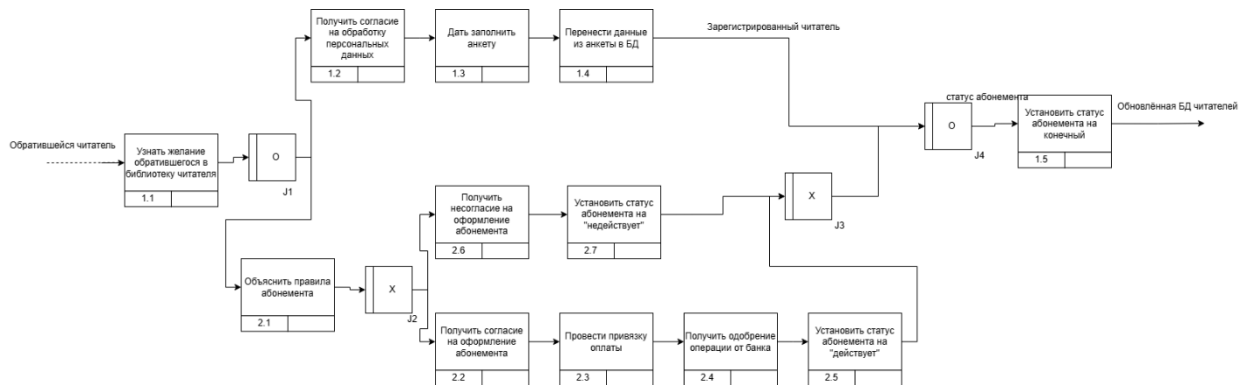 Получить согласие
на обработку
персональных
данных
1.2
Дать заполнить
анкету
1.3
Перенести данные
из анкеты в БД
1.4
Зарегистрированный читатель
Обратившейся читатель
Узнать желание
обратившегося в
библиотеку читателя
1.1
O
J1
статус абонемента
O
J4
Установить статус
абонемента на
конечный
1.5
Обновлённая БД читателей
Получить
несогласие на
оформление
абонемента
2.6
Установить статус
абонемента на
"недействует"
2.7
X
J3
Объяснить правила
абонемента
2.1
X
J2
Получить согласие
на оформление
абонемента
2.2
Провести привязку
оплаты
2.3
Получить одобрение
операции от банка
2.4
Установить статус
абонемента на
"действует"
2.5